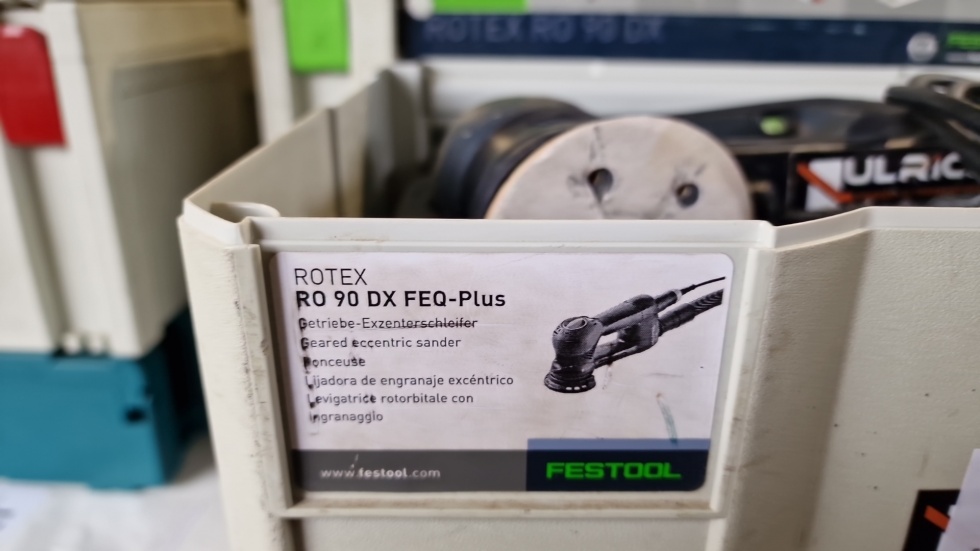 ROTEX RO 90 DX
ULRIC
ROTEX
RO 90 DX FEQ-Plus
Getriebe-Exzenterschleifer
Geared eccentric sander
Ponceuse
Lijadora de engranaje excéntrico
Levigatrice rotorbitale con
ingranaggio
www.festool.com
FESTOOL